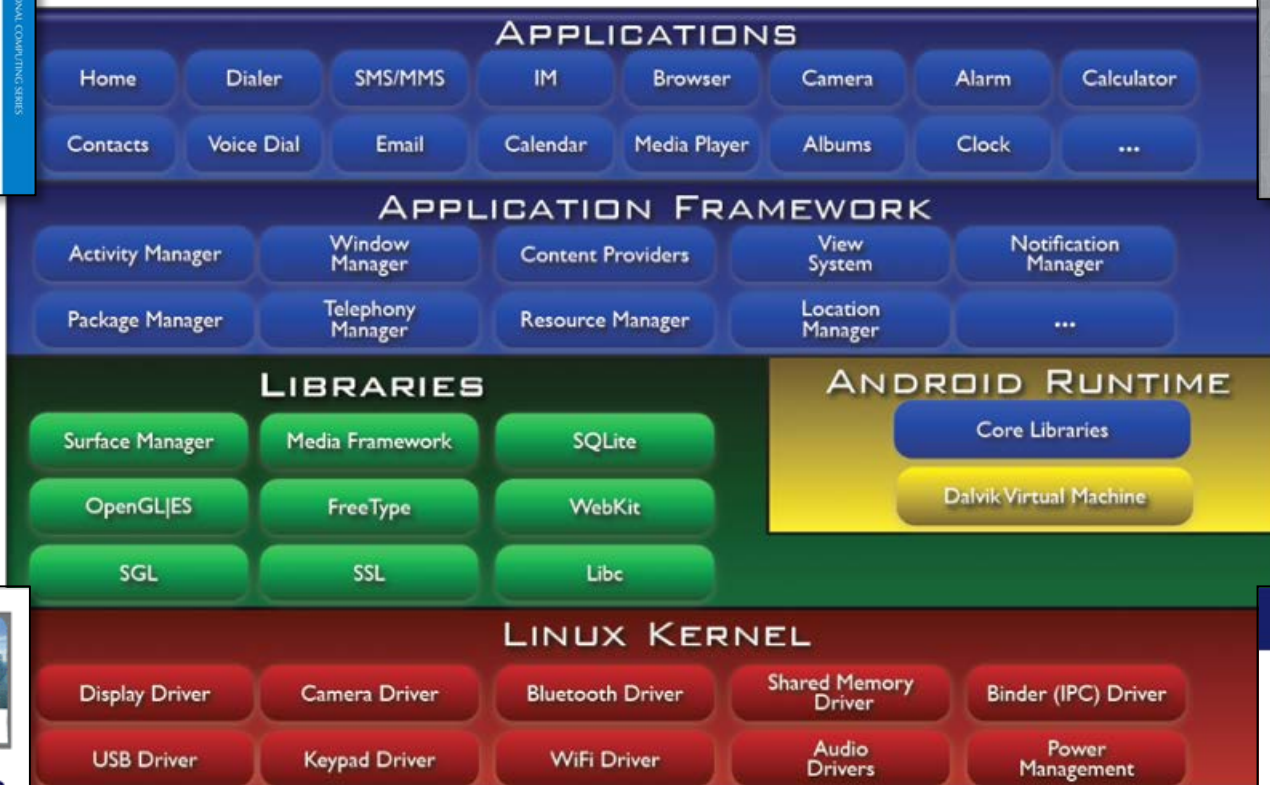 ONAL COMPUTING SERIES
APPLICATIONS
Home Dialer SMS/MMS IM Browser Camera Alarm Calculator
Contacts Voice Dial Email Calendar Media Player Albums Clock ...
APPLICATION FRAMEWORK
Activity Manager
Window
Manager
Content Providers
View
System
Notification
Manager
Package Manager
Telephony
Manager
Resource Manager
Location
Manager
...
LIBRARIES
Surface Manager Media Framework SQLite
OpenGL|ES FreeType WebKit
SGL SSL Libc
ANDROID RUNTIME
Core Libraries
Dalvik Virtual Machine
LINUX KERNEL
Display Driver
Camera Driver
Bluetooth Driver
Shared Memory
Driver
Binder (IPC) Driver
USB Driver
Keypad Driver
WiFi Driver
Audio
Drivers
Power
Management